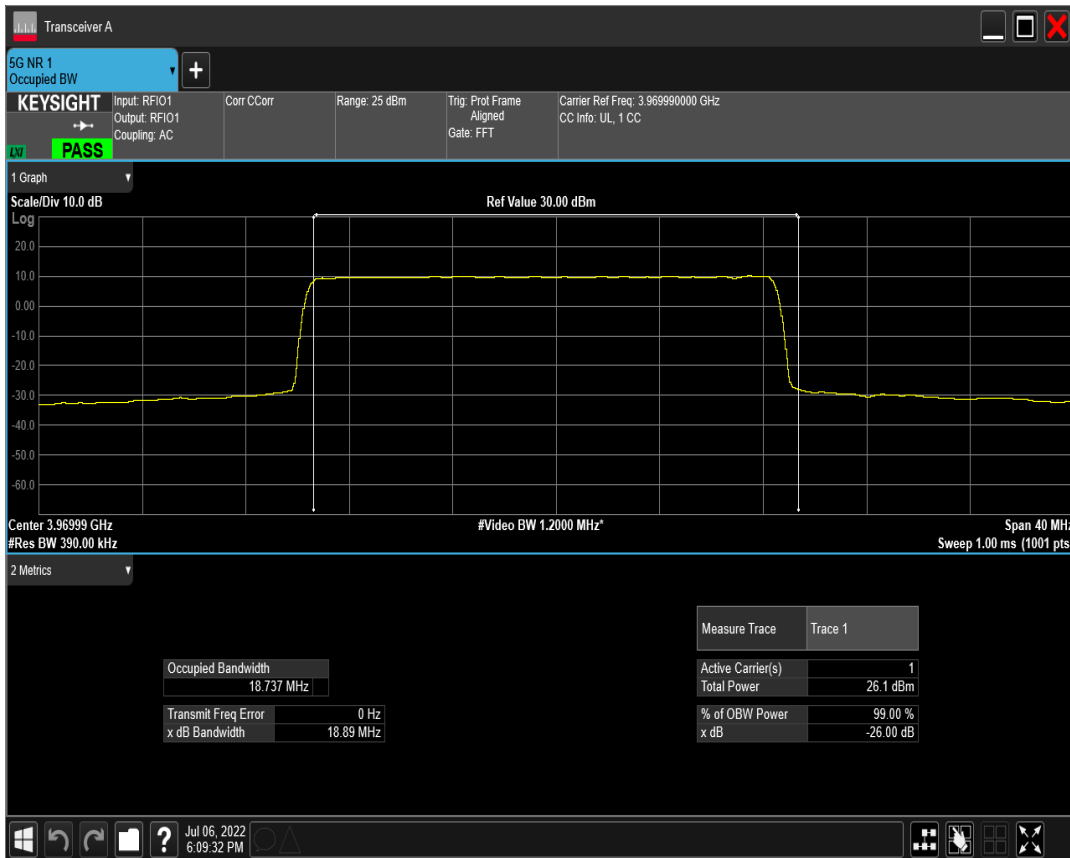 Transceiver A
5G NR 1
Occupied BW
KEYSIGHT
LXI
PASS
Input: RFIO1
Output: RFIO1
Coupling: AC
Corr CCorr
Range: 25 dBm
Trig: Prot Frame
Aligned
Gate: FFT
Carrier Ref Freq: 3.969990000 GHz
CC Info: UL, 1 CC
1 Graph
Scale/Div 10.0 dB
Ref Value 30.00 dBm
Log
20.0
10.0
0.00
-10.0
-20.0
-30.0
-40.0
-50.0
-60.0
Center 3.96999 GHz
#Video BW 1.2000 MHz*
Span 40 MHz
#Res BW 390.00 kHz
Sweep 1.00 ms (1001 pts
2 Metrics
Measure Trace Trace 1
Occupied Bandwidth
18.737 MHz
Active Carrier(s) 1
Total Power 26.1 dBm
Transmit Freq Error 0 Hz
x dB Bandwidth 18.89 MHz
% of OBW Power 99.00 %
x dB -26.00 dB
?
Jul 06, 2022
6:09:32 PM